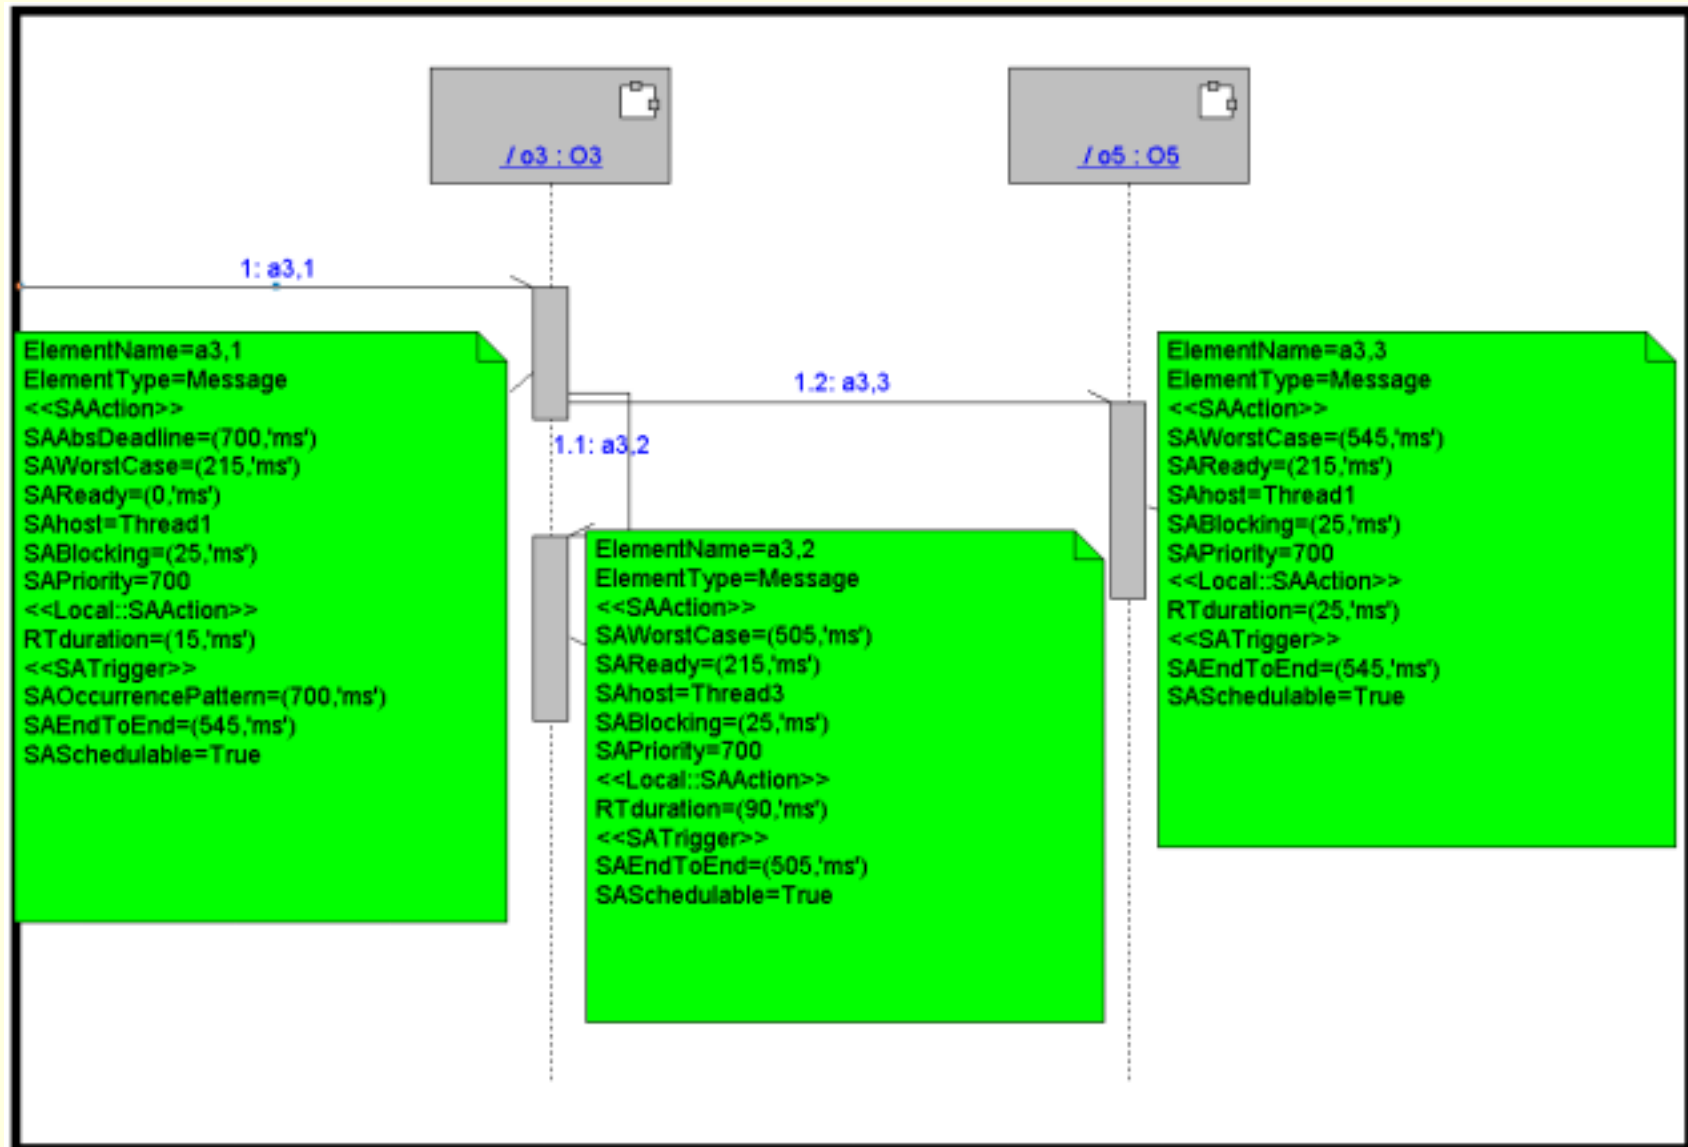 / o3 : O3
/ o5 : O5
1: a3,1
1.2: a3,3
1.1: a3,2
ElementName=a3,1
ElementType=Message
<<SAAction>>
SAAbsDeadline=(700,'ms')
SAWorstCase=(215,'ms')
SAReady=(0,'ms')
SAhost=Thread1
SABlocking=(25,'ms')
SAPriority=700
<<Local::SAAction>>
RTduration=(15,'ms')
<<SATrigger>>
SAOccurrencePattern=(700,'ms')
SAEndToEnd=(545,'ms')
SASchedulable=True
ElementName=a3,2
ElementType=Message
<<SAAction>>
SAWorstCase=(505,'ms')
SAReady=(215,'ms')
SAhost=Thread3
SABlocking=(25,'ms')
SAPriority=700
<<Local::SAAction>>
RTduration=(90,'ms')
<<SATrigger>>
SAEndToEnd=(505,'ms')
SASchedulable=True
ElementName=a3,3
ElementType=Message
<<SAAction>>
SAWorstCase=(545,'ms')
SAReady=(215,'ms')
SAhost=Thread1
SABlocking=(25,'ms')
SAPriority=700
<<Local::SAAction>>
RTduration=(25,'ms')
<<SATrigger>>
SAEndToEnd=(545,'ms')
SASchedulable=True